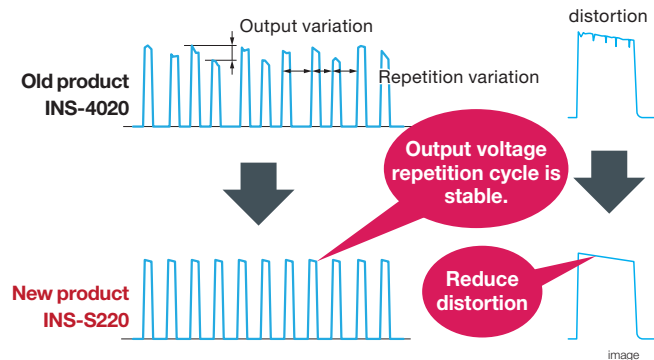 Output variation
distortion
Old product
INS-4020
Repetition variation
Output voltage
repetition cycle is
stable.
New product
INS-S220
Reduce
distortion
image